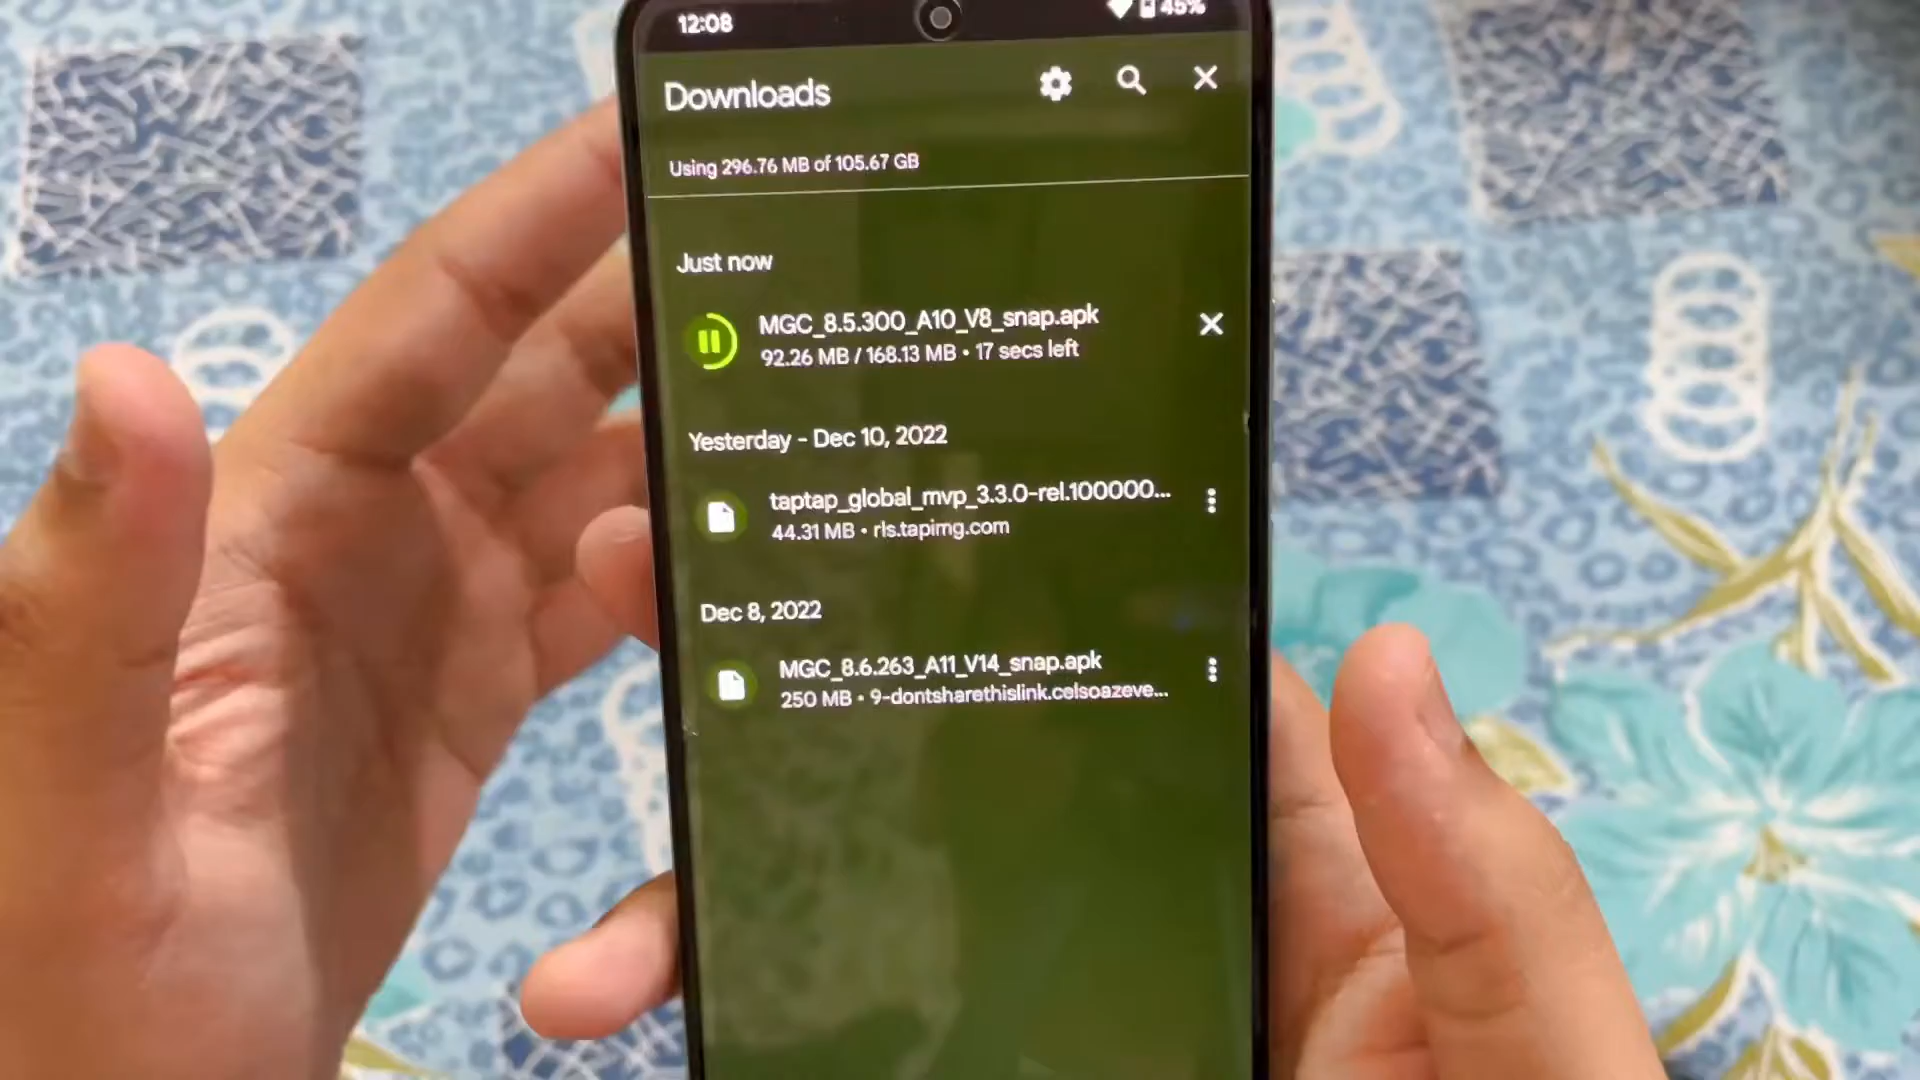 12:08
45%
Downloads
Using 296.76 MB of 105.67 GB
Just now
MGC_8.5.300_A10_V8_snap.apk
92.26 MB / 168.13 MB • 17 secs left
Yesterday - Dec 10, 2022
taptap_global_mvp_3.3.0-rel.100000...
44.31 MB • rls.tapimg.com
Dec 8, 2022
MGC_8.6.263_A11_V14_snap.apk
250 MB • 9-dontsharethislink.celsoazeve...